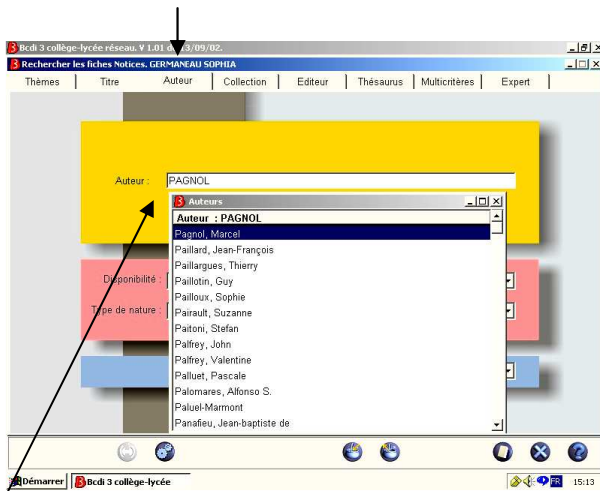 Bcdi 3 collège-lycée réseau. V 1.01 d 13/09/02.
Rechercher les fiches Notices. GERMANEAU SOPHIA
Thèmes Titre Auteur Collection Editeur Thésaurus Multicritères Expert
Auteur : PAGNOL
Auteurs
Auteur : PAGNOL
Pagnol, Marcel
Paillard, Jean-François
Paillargues, Thierry
Paillotin, Guy
Pailloux, Sophie
Pairault, Suzanne
Paitoni, Stefan
Palfrey, John
Palfrey, Valentine
Palluet, Pascale
Palomares, Alfonso S.
Paluel-Marmont
Panafieu, Jean-baptiste de
Disponibilité :
Type de nature :
Démarrer Bcdi 3 collège-lycée FR 15:13